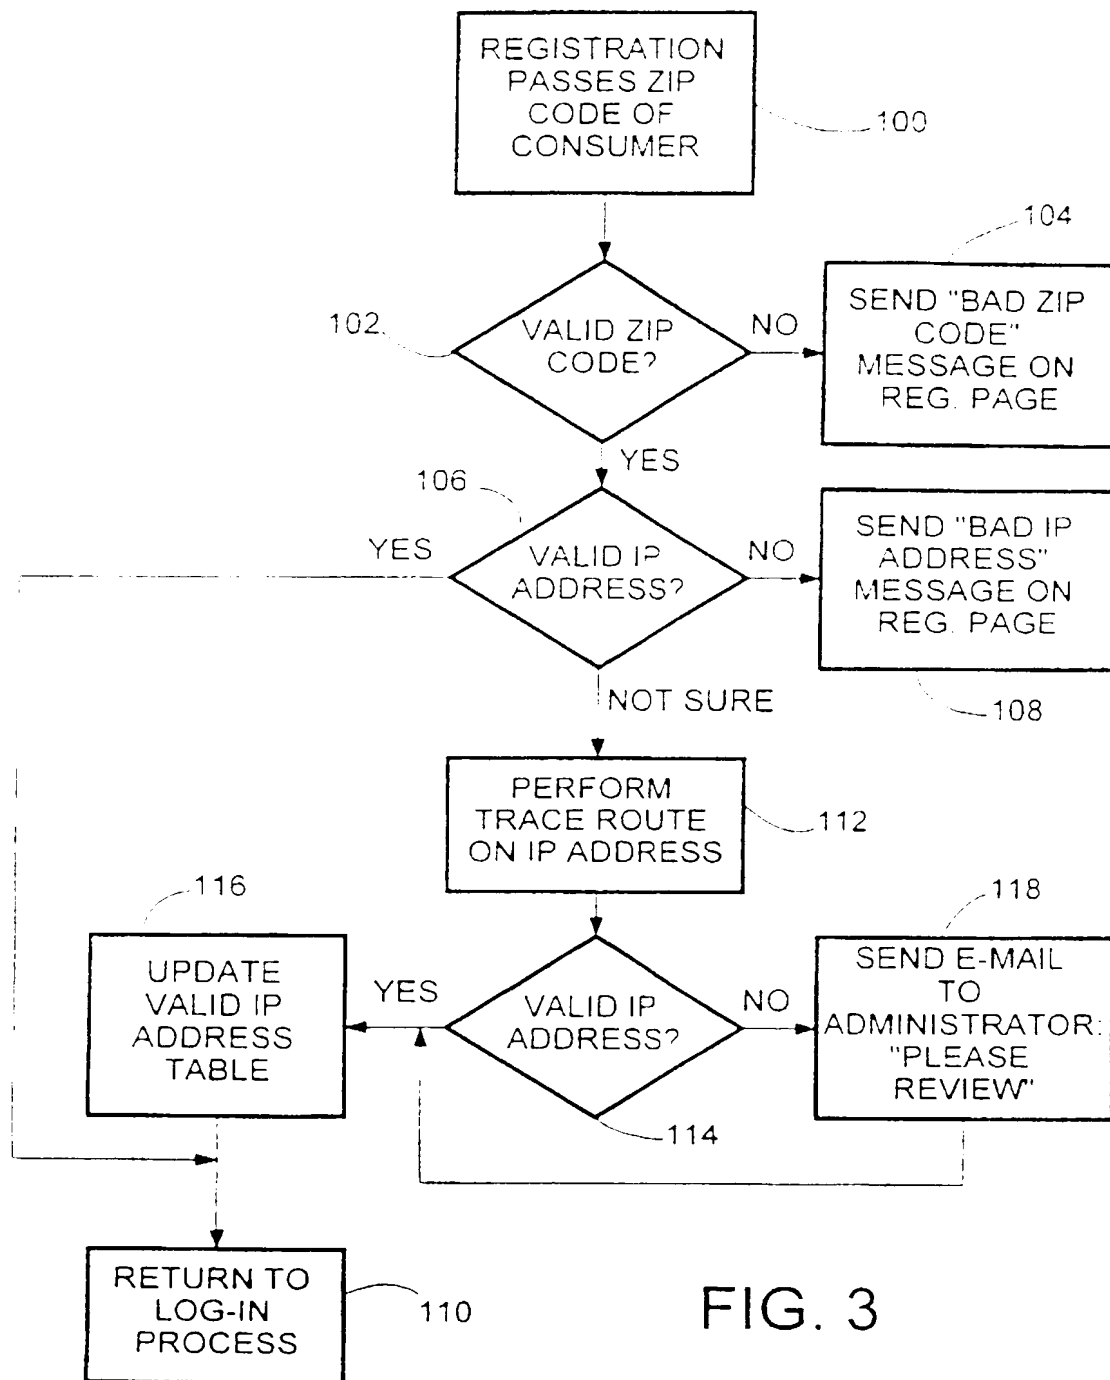 REGISTRATION
PASSES ZIP
CODE OF
CONSUMER
100
104
VALID ZIP
CODE?
102
NO
SEND "BAD ZIP
CODE"
MESSAGE ON
REG. PAGE
YES
106
YES
VALID IP
ADDRESS?
NO
SEND "BAD IP
ADDRESS"
MESSAGE ON
REG. PAGE
108
NOT SURE
PERFORM
TRACE ROUTE
ON IP ADDRESS
112
116
118
UPDATE
VALID IP
ADDRESS
TABLE
YES
VALID IP
ADDRESS?
NO
SEND E-MAIL
TO
ADMINISTRATOR:
"PLEASE
REVIEW"
114
RETURN TO
LOG-IN
PROCESS
110
FIG. 3